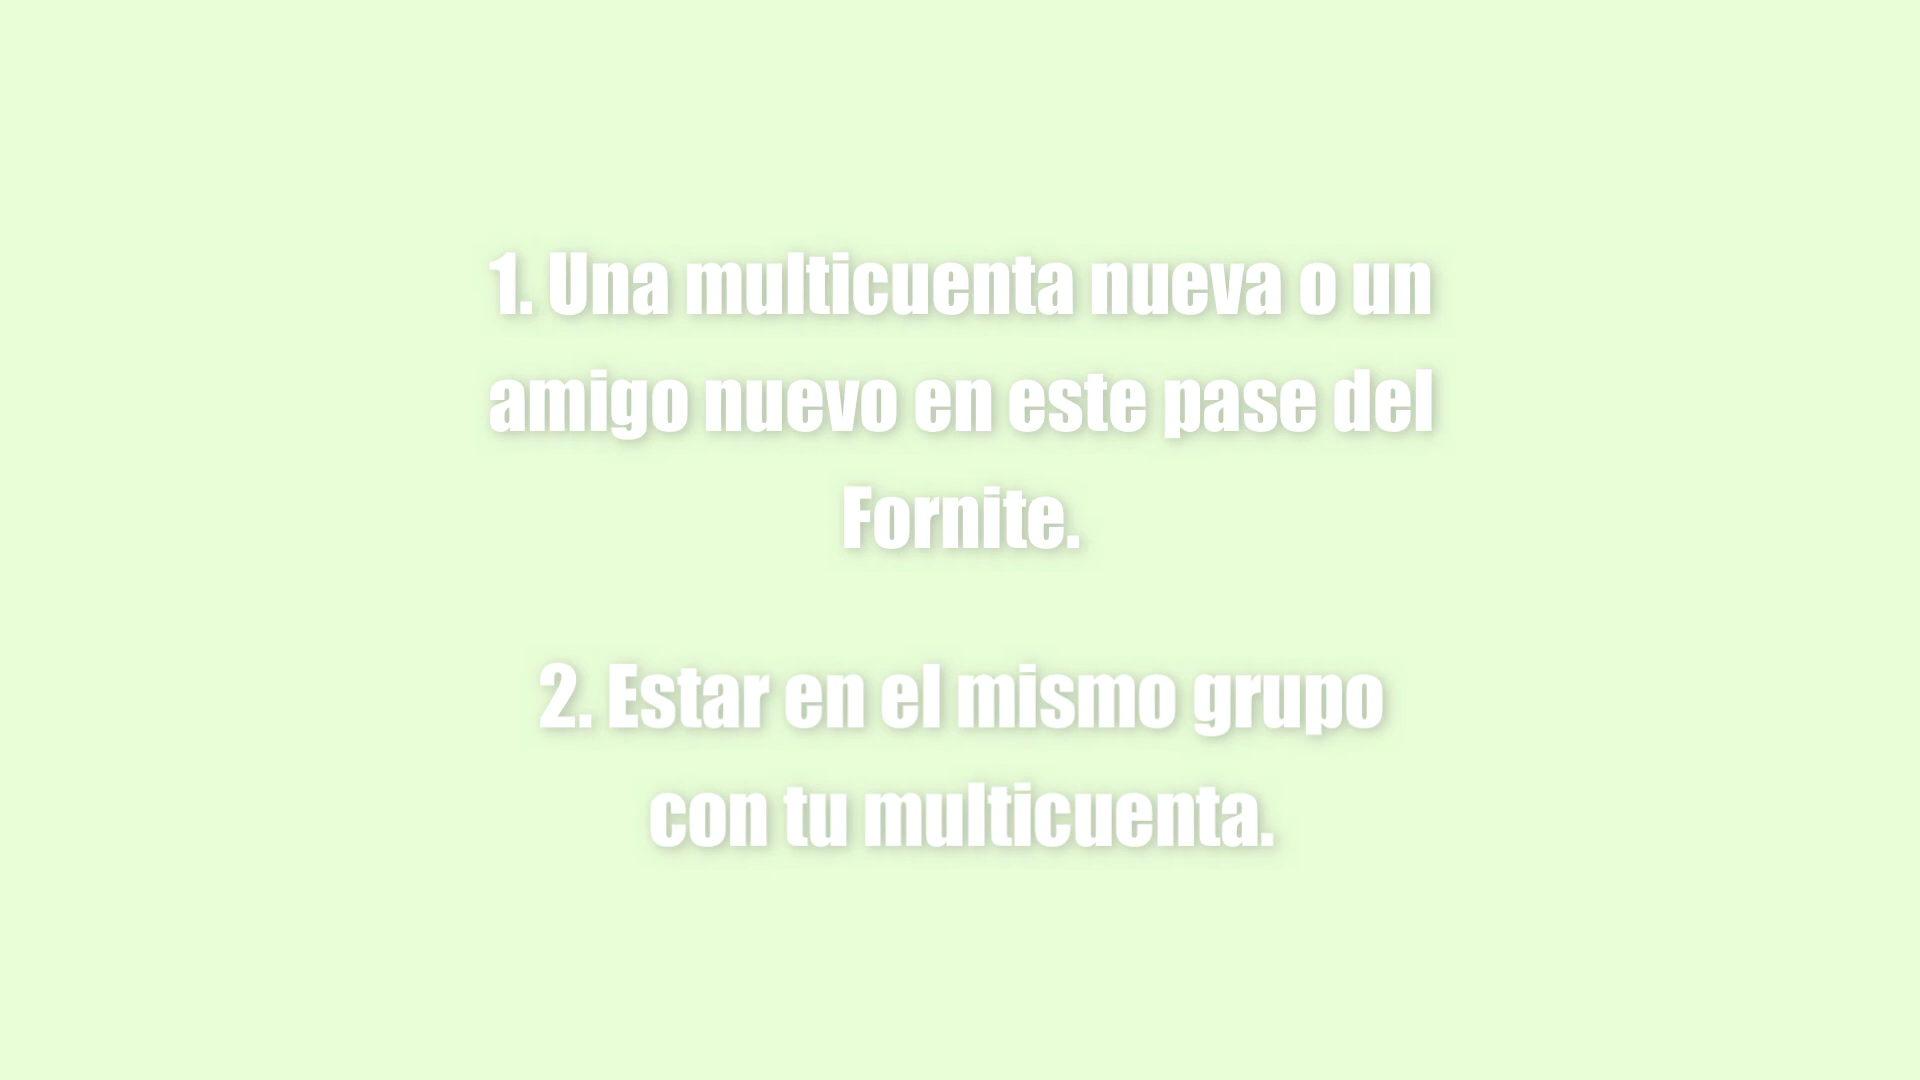 1. Una multicuenta nueva o un
amigo nuevo en este pase del
Fornite.
2. Estar en el mismo grupo
con tu multicuenta.